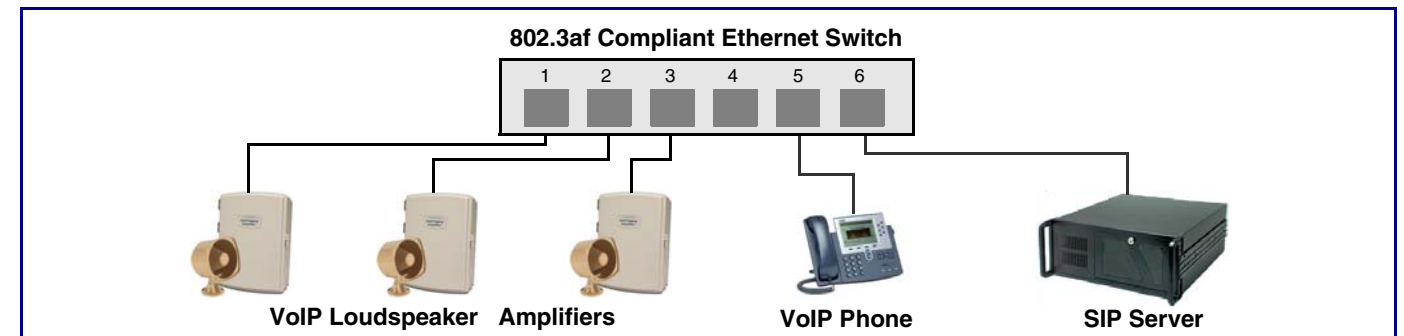 802.3af Compliant Ethernet Switch
1 2 3 4 5 6
VoIP Loudspeaker Amplifiers
VoIP Phone
SIP Server